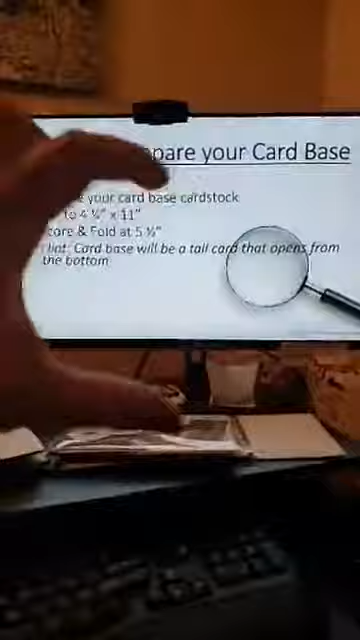 pare your Card Base
your card base cardstock
to 4 ¼" x 11"
core & Fold at 5 ½"
Hint: Card base will be a tall card that opens from
the bottom